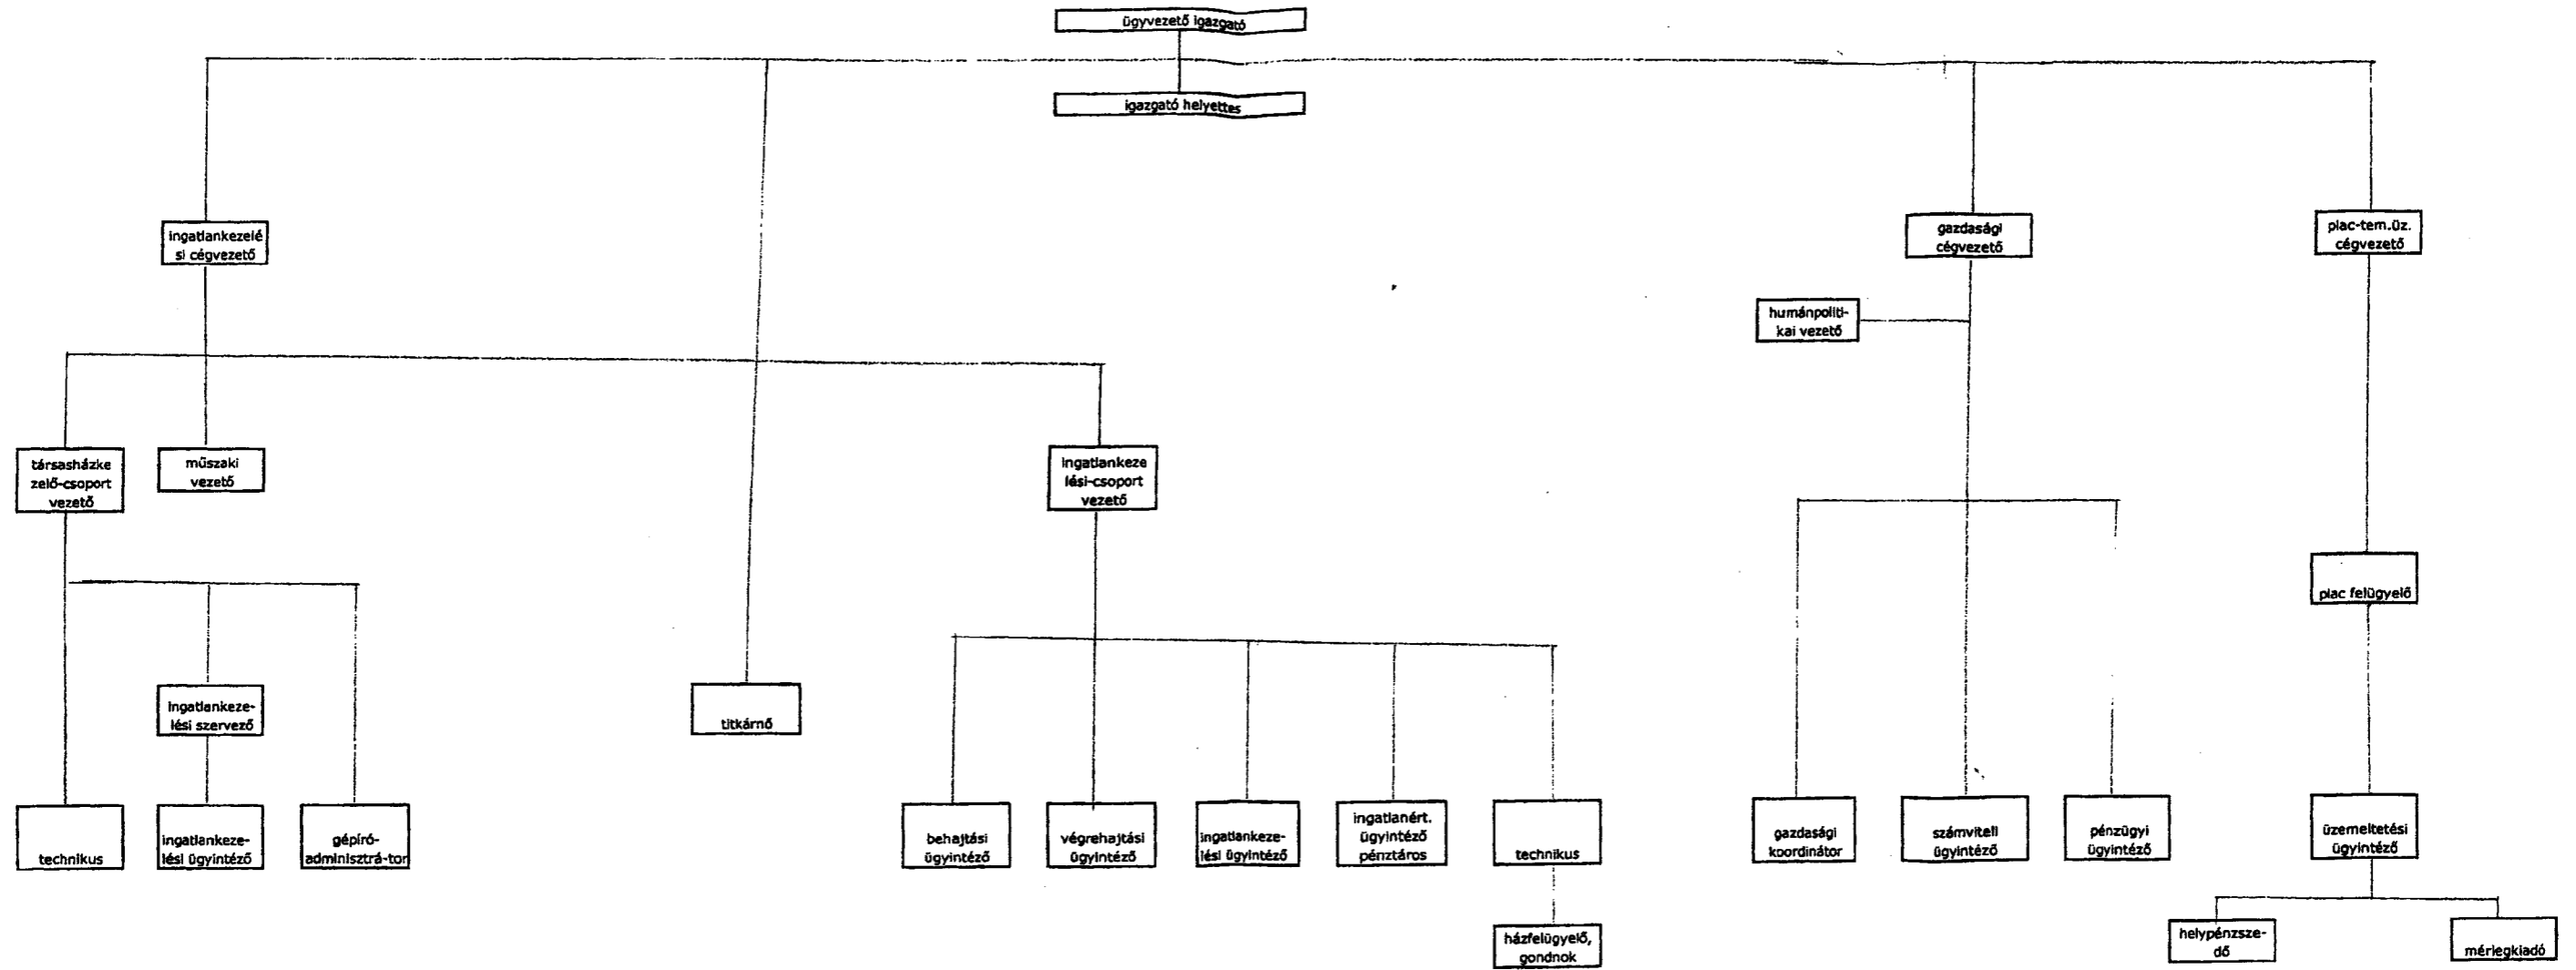 ügyvezető igazgató
igazgató helyettes
ingatlankezelé
si cégvezető
gazdasági
cégvezető
piac-tem.üz.
cégvezető
humánpoliti-
kai vezető
társasházke
zelő-csoport
vezető
műszaki
vezető
ingatlankeze
lési-csoport
vezető
piac felügyelő
ingatlankeze-
lési szervező
titkárnő
technikus
ingatlankeze-
lési ügyintéző
gépíró-
adminisztrá-tor
behajtási
ügyintéző
végrehajtási
ügyintéző
ingatlankeze-
lési ügyintéző
ingatlanért.
ügyintéző
pénztáros
technikus
gazdasági
koordinátor
számviteli
ügyintéző
pénzügyi
ügyintéző
üzemeltetési
ügyintéző
házfelügyelő,
gondnok
helypénzsze-
dő
mérlegkiadó